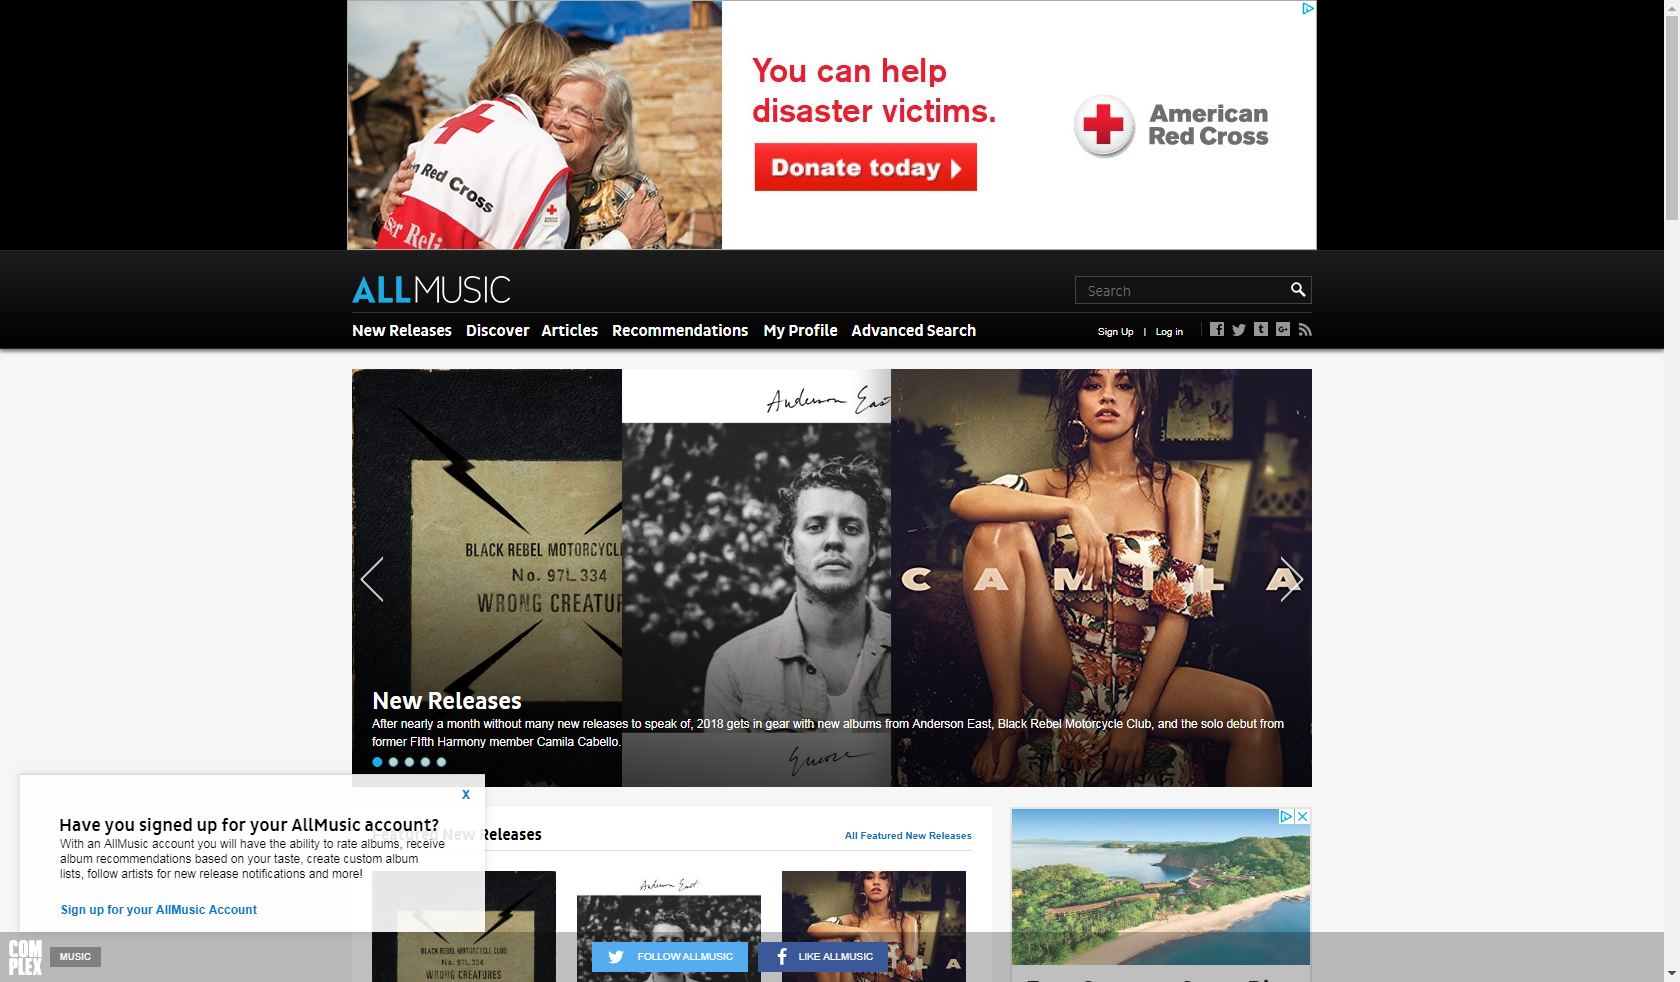 You can help
disaster victims.
Donate today
American
Red Cross
Red Cross
ALLMUSIC
Search
New Releases Discover Articles Recommendations My Profile Advanced Search
Sign Up | Log in
Anderson East
BLACK REBEL MOTORCYCL
No. 97L 334
WRONG CREATUR
CAMILA
New Releases
After nearly a month without many new releases to speak of, 2018 gets in gear with new albums from Anderson East, Black Rebel Motorcycle Club, and the solo debut from
former FIfth Harmony member Camila Cabello.
Encore
X
Have you signed up for your AllMusic account?
With an AllMusic account you will have the ability to rate albums, receive
album recommendations based on your taste, create custom album
lists, follow artists for new release notifications and more!
Sign up for your AllMusic Account
Featured New Releases
All Featured New Releases
Anderson East
BLACK REBEL MOTORCYCLE CLUB
No. 97L 334
WRONG CREATURES
A
COM
PLEX
MUSIC
FOLLOW ALLMUSIC
LIKE ALLMUSIC